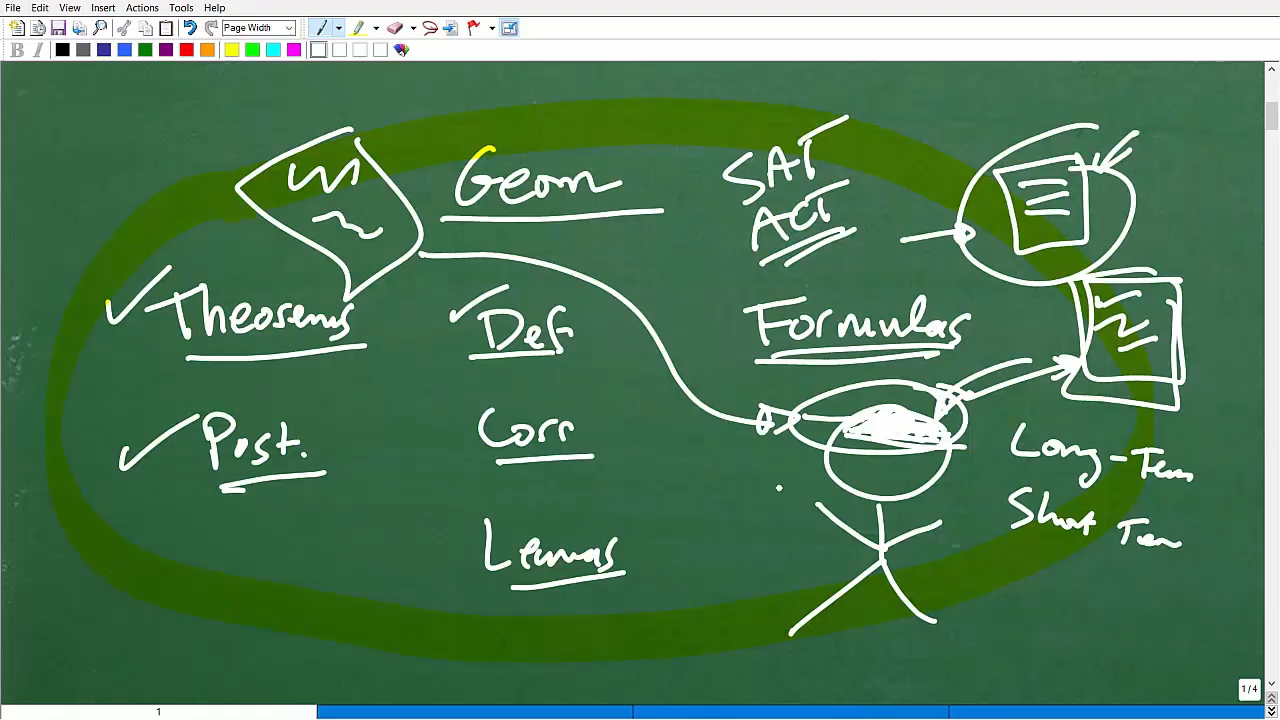 File Edit View Insert Actions Tools Help
Page Width
B I
Geom
SAT
ACT
Theorems
Def
Formulas
Post.
Corr
Long-Term
Short Term
Lemmas
1/4
1